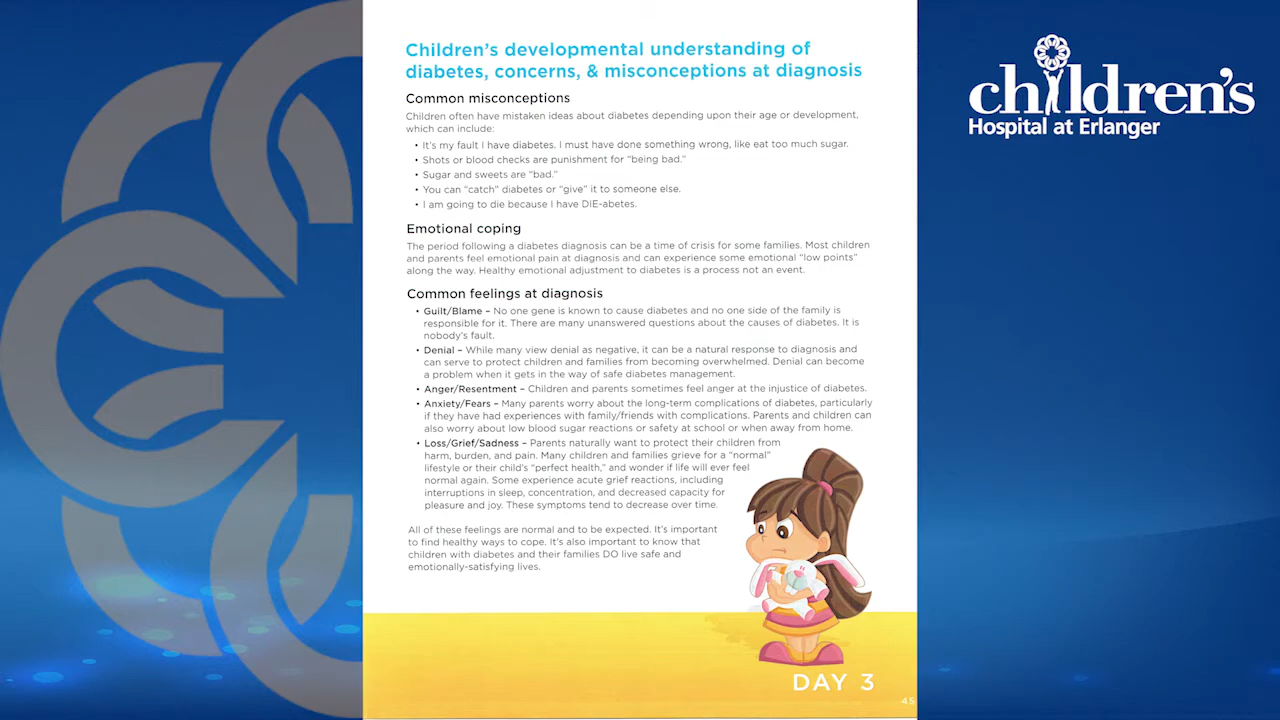 Children's developmental understanding of
diabetes, concerns, & misconceptions at diagnosis
Common misconceptions
Children often have mistaken ideas about diabetes depending upon their age or development,
which can include:
• It's my fault I have diabetes. I must have done something wrong, like eat too much sugar.
• Shots or blood checks are punishment for "being bad."
• Sugar and sweets are "bad."
• You can "catch" diabetes or "give" it to someone else.
• I am going to die because I have DIE-abetes.
Emotional coping
The period following a diabetes diagnosis can be a time of crisis for some families. Most children
and parents feel emotional pain at diagnosis and can experience some emotional "low points"
along the way. Healthy emotional adjustment to diabetes is a process not an event.
Common feelings at diagnosis
• Guilt/Blame – No one gene is known to cause diabetes and no one side of the family is
responsible for it. There are many unanswered questions about the causes of diabetes. It is
nobody's fault.
• Denial – While many view denial as negative, it can be a natural response to diagnosis and
can serve to protect children and families from becoming overwhelmed. Denial can become
a problem when it gets in the way of safe diabetes management.
• Anger/Resentment – Children and parents sometimes feel anger at the injustice of diabetes.
• Anxiety/Fears – Many parents worry about the long-term complications of diabetes, particularly
if they have had experiences with family/friends with complications. Parents and children can
also worry about low blood sugar reactions or safety at school or when away from home.
• Loss/Grief/Sadness – Parents naturally want to protect their children from
harm, burden, and pain. Many children and families grieve for a "normal"
lifestyle or their child's "perfect health," and wonder if life will ever feel
normal again. Some experience acute grief reactions, including
interruptions in sleep, concentration, and decreased capacity for
pleasure and joy. These symptoms tend to decrease over time.
All of these feelings are normal and to be expected. It's important
to find healthy ways to cope. It's also important to know that
children with diabetes and their families DO live safe and
emotionally-satisfying lives.
DAY 3
45
children's
Hospital at Erlanger